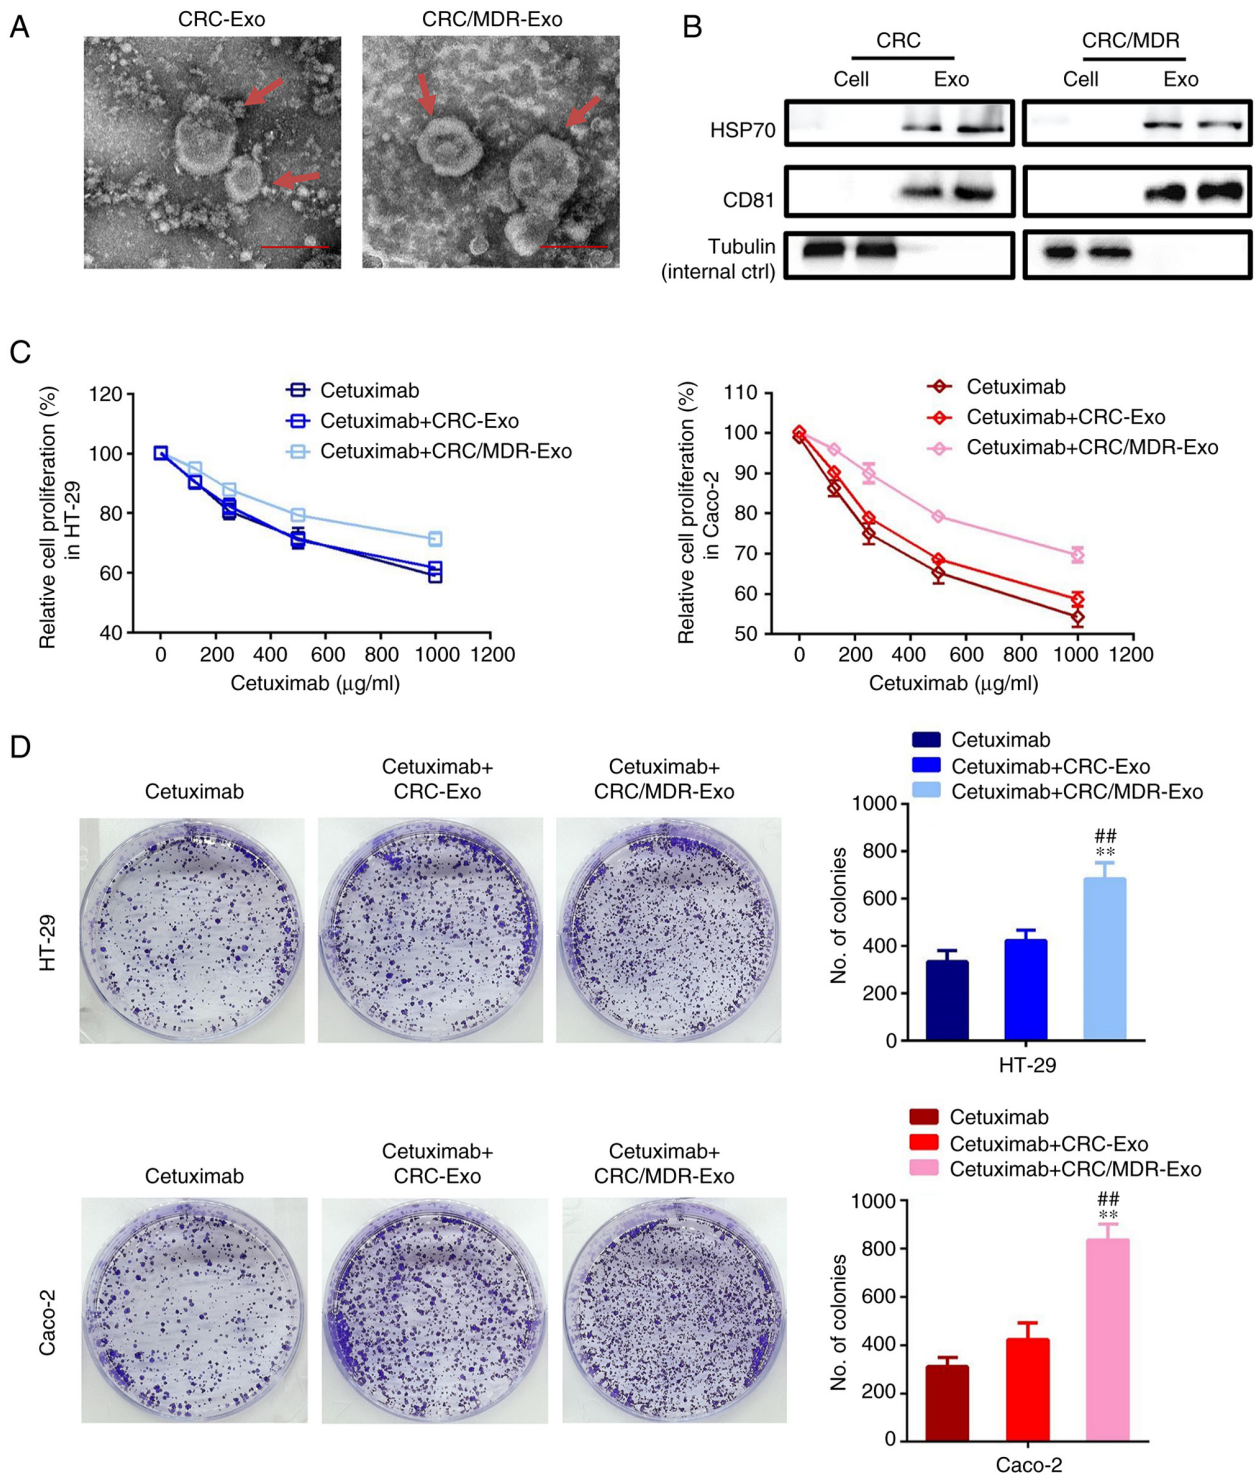 A
CRC-Exo
CRC/MDR-Exo
B
CRC
CRC/MDR
Cell
Exo
Cell
Exo
HSP70
CD81
Tubulin
(internal ctrl)
C
Relative cell proliferation (%)
in HT-29
120
100
80
60
40
0
200
400
600
800
1000
1200
Cetuximab (μg/ml)
Cetuximab
Cetuximab+CRC-Exo
Cetuximab+CRC/MDR-Exo
Relative cell proliferation (%)
in Caco-2
110
100
90
80
70
60
50
0
200
400
600
800
1000
1200
Cetuximab (μg/ml)
Cetuximab
Cetuximab+CRC-Exo
Cetuximab+CRC/MDR-Exo
D
Cetuximab
Cetuximab+
CRC-Exo
Cetuximab+
CRC/MDR-Exo
HT-29
Cetuximab
Cetuximab+CRC-Exo
Cetuximab+CRC/MDR-Exo
No. of colonies
1000
800
600
400
200
0
##
**
HT-29
Cetuximab
Cetuximab+
CRC-Exo
Cetuximab+
CRC/MDR-Exo
Caco-2
Cetuximab
Cetuximab+CRC-Exo
Cetuximab+CRC/MDR-Exo
No. of colonies
1000
800
600
400
200
0
##
**
Caco-2